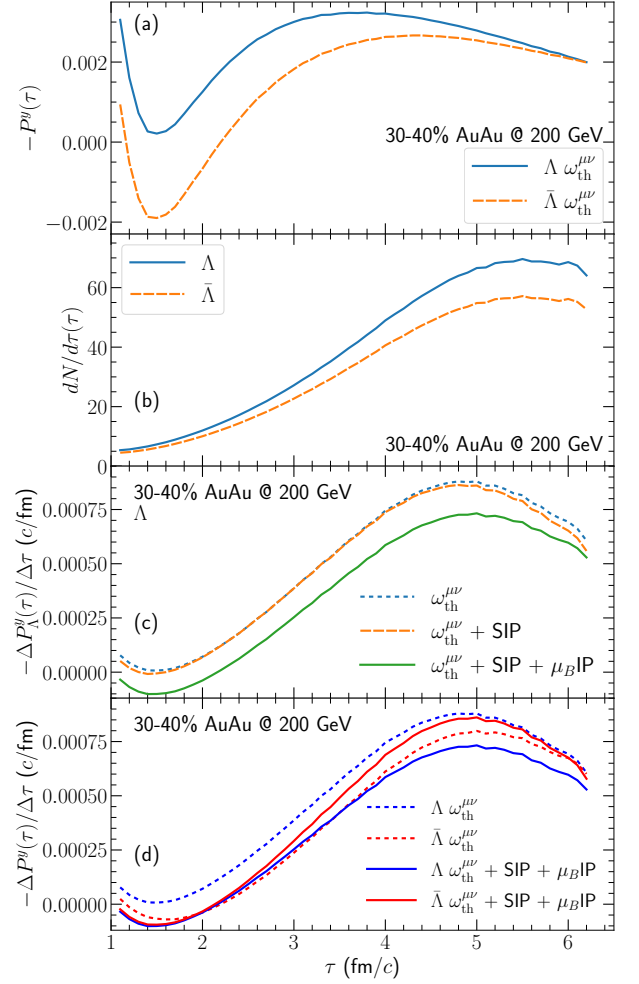 (a)
0.002
0.000
−0.002
−P^y(τ)
30-40% AuAu @ 200 GeV
Λ ω_th^{μν}
Λ̄ ω_th^{μν}
Λ
Λ̄
60
40
20
0
dN/dτ(τ)
(b)
30-40% AuAu @ 200 GeV
30-40% AuAu @ 200 GeV
Λ
0.00075
0.00050
0.00025
0.00000
−ΔP_Λ^y(τ)/Δτ (c/fm)
(c)
ω_th^{μν}
ω_th^{μν} + SIP
ω_th^{μν} + SIP + μ_BIP
30-40% AuAu @ 200 GeV
0.00075
0.00050
0.00025
0.00000
−ΔP^y(τ)/Δτ (c/fm)
(d)
Λ ω_th^{μν}
Λ̄ ω_th^{μν}
Λ ω_th^{μν} + SIP + μ_BIP
Λ̄ ω_th^{μν} + SIP + μ_BIP
1 2 3 4 5 6
τ (fm/c)